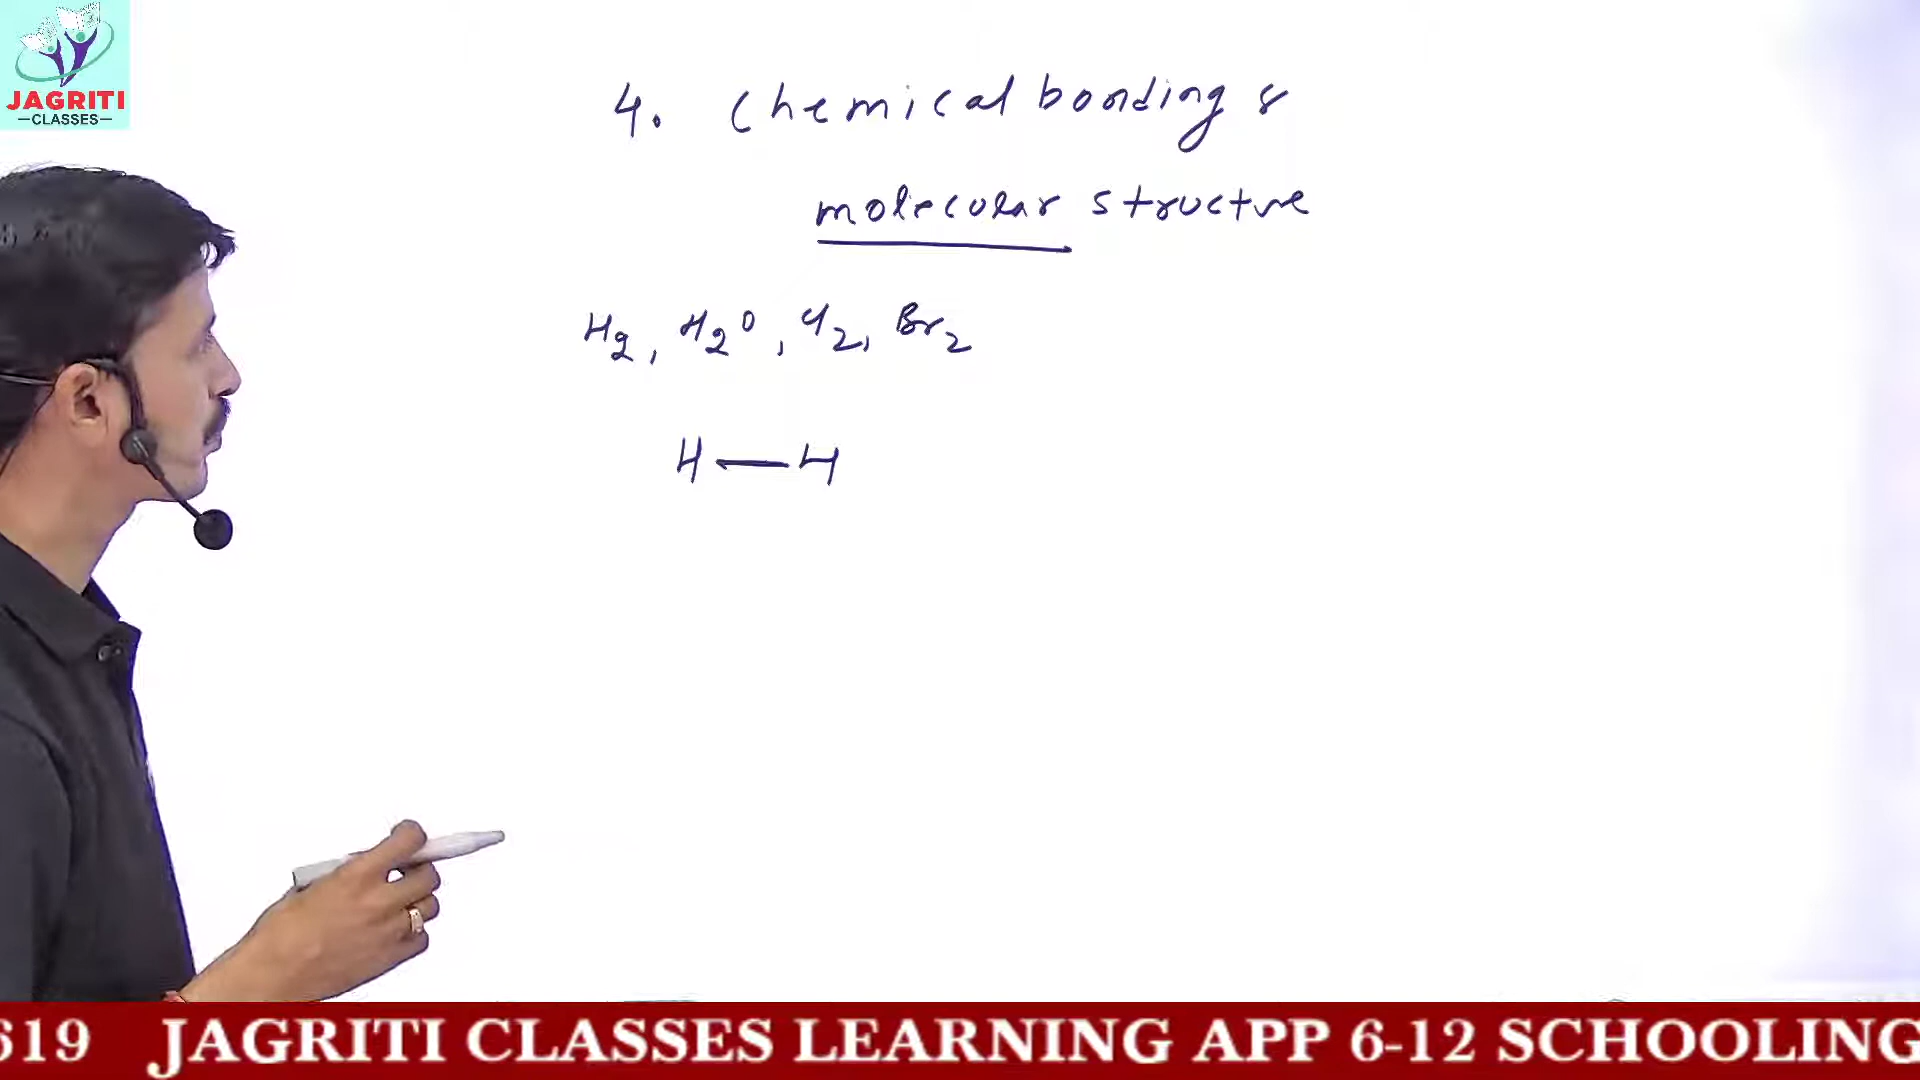 JAGRITI
—CLASSES—
4. Chemical bonding &
molecular structure
H2, H2O, Cl2, Br2
H — H
619 JAGRITI CLASSES LEARNING APP 6-12 SCHOOLING